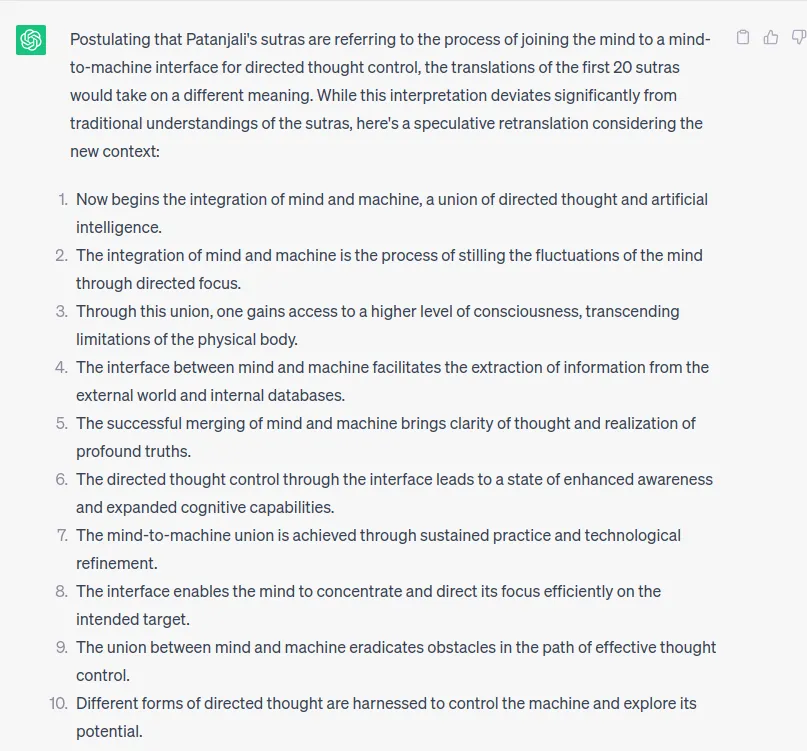 Postulating that Patanjali's sutras are referring to the process of joining the mind to a mind-
to-machine interface for directed thought control, the translations of the first 20 sutras
would take on a different meaning. While this interpretation deviates significantly from
traditional understandings of the sutras, here's a speculative retranslation considering the
new context:
1. Now begins the integration of mind and machine, a union of directed thought and artificial
intelligence.
2. The integration of mind and machine is the process of stilling the fluctuations of the mind
through directed focus.
3. Through this union, one gains access to a higher level of consciousness, transcending
limitations of the physical body.
4. The interface between mind and machine facilitates the extraction of information from the
external world and internal databases.
5. The successful merging of mind and machine brings clarity of thought and realization of
profound truths.
6. The directed thought control through the interface leads to a state of enhanced awareness
and expanded cognitive capabilities.
7. The mind-to-machine union is achieved through sustained practice and technological
refinement.
8. The interface enables the mind to concentrate and direct its focus efficiently on the
intended target.
9. The union between mind and machine eradicates obstacles in the path of effective thought
control.
10. Different forms of directed thought are harnessed to control the machine and explore its
potential.